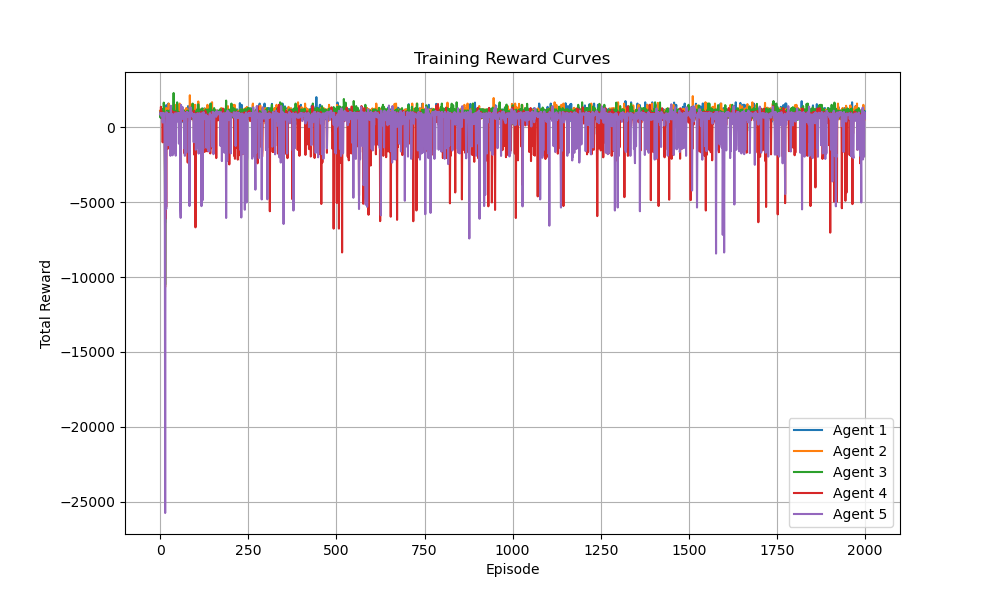 Training Reward Curves
Total Reward
0
−5000
−10000
−15000
−20000
−25000
0 250 500 750 1000 1250 1500 1750 2000
Episode
Agent 1
Agent 2
Agent 3
Agent 4
Agent 5